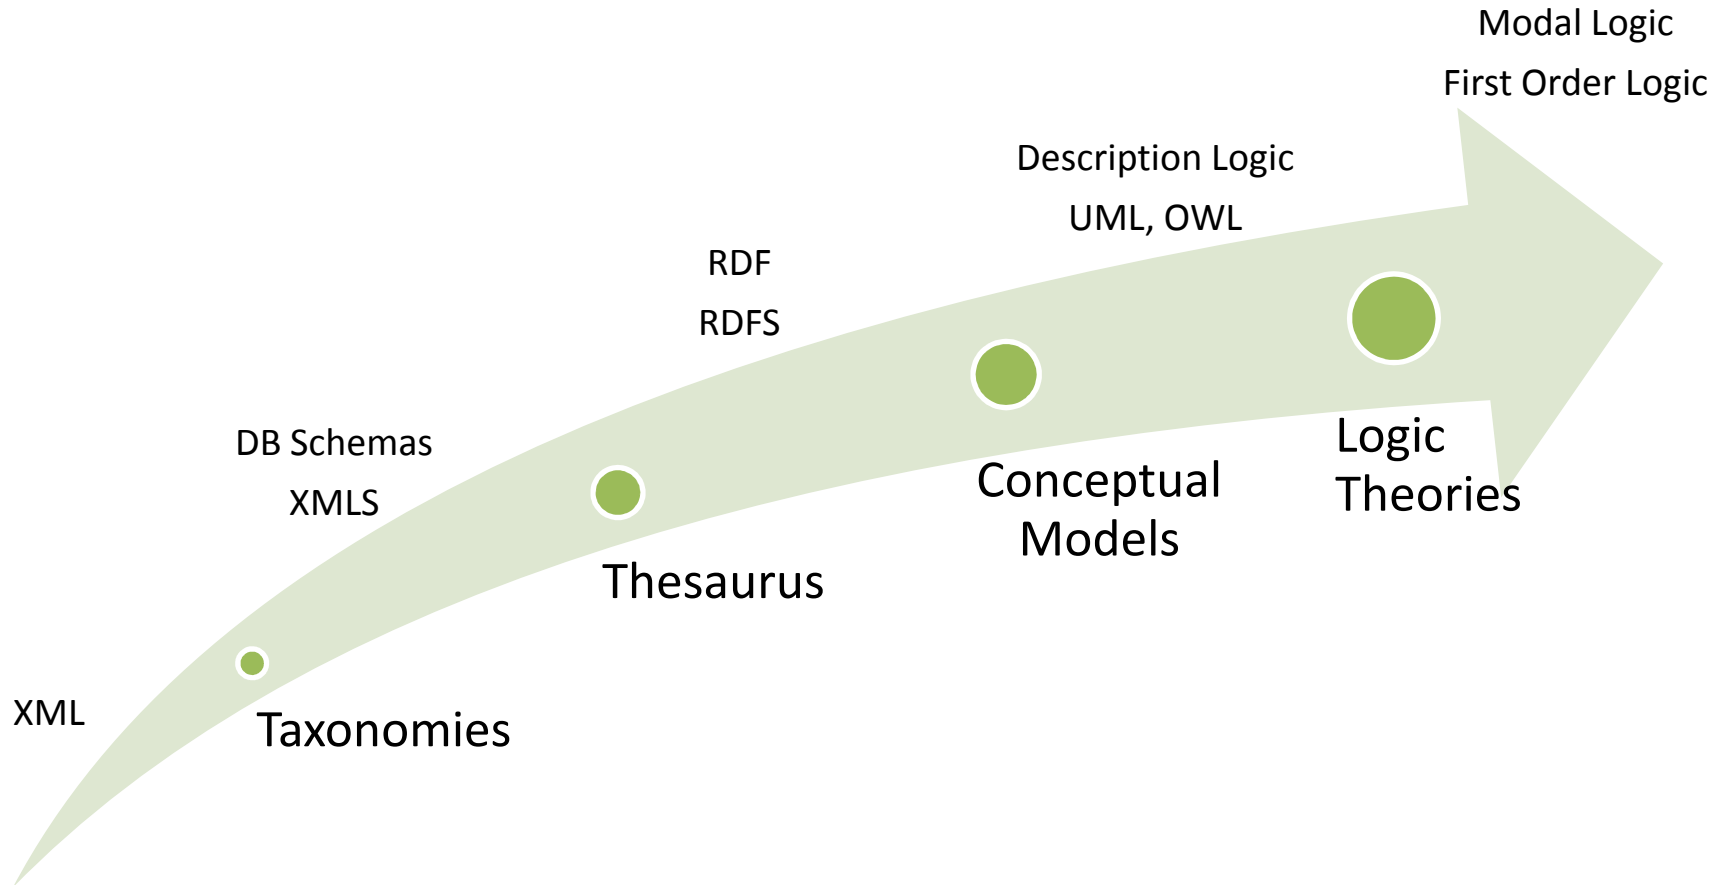 Modal Logic
First Order Logic
Description Logic
UML, OWL
RDF
RDFS
DB Schemas
XMLS
XML
Taxonomies
Thesaurus
Conceptual
Models
Logic
Theories